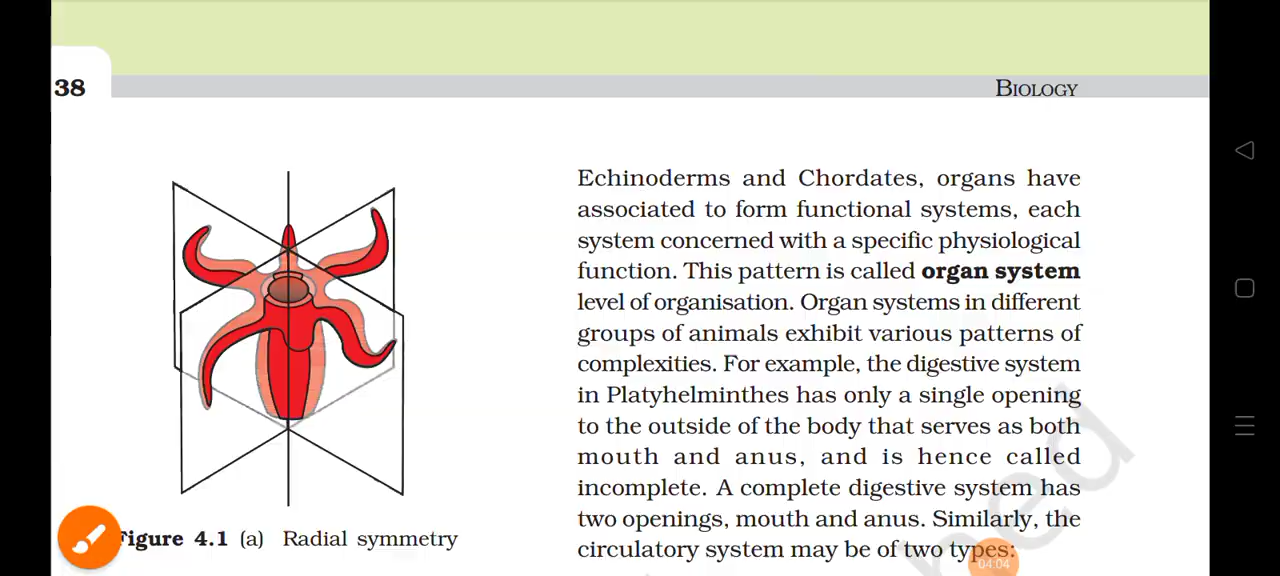 38
BIOLOGY
Echinoderms and Chordates, organs have
associated to form functional systems, each
system concerned with a specific physiological
function. This pattern is called organ system
level of organisation. Organ systems in different
groups of animals exhibit various patterns of
complexities. For example, the digestive system
in Platyhelminthes has only a single opening
to the outside of the body that serves as both
mouth and anus, and is hence called
incomplete. A complete digestive system has
two openings, mouth and anus. Similarly, the
circulatory system may be of two types:
Figure 4.1 (a) Radial symmetry
04:04